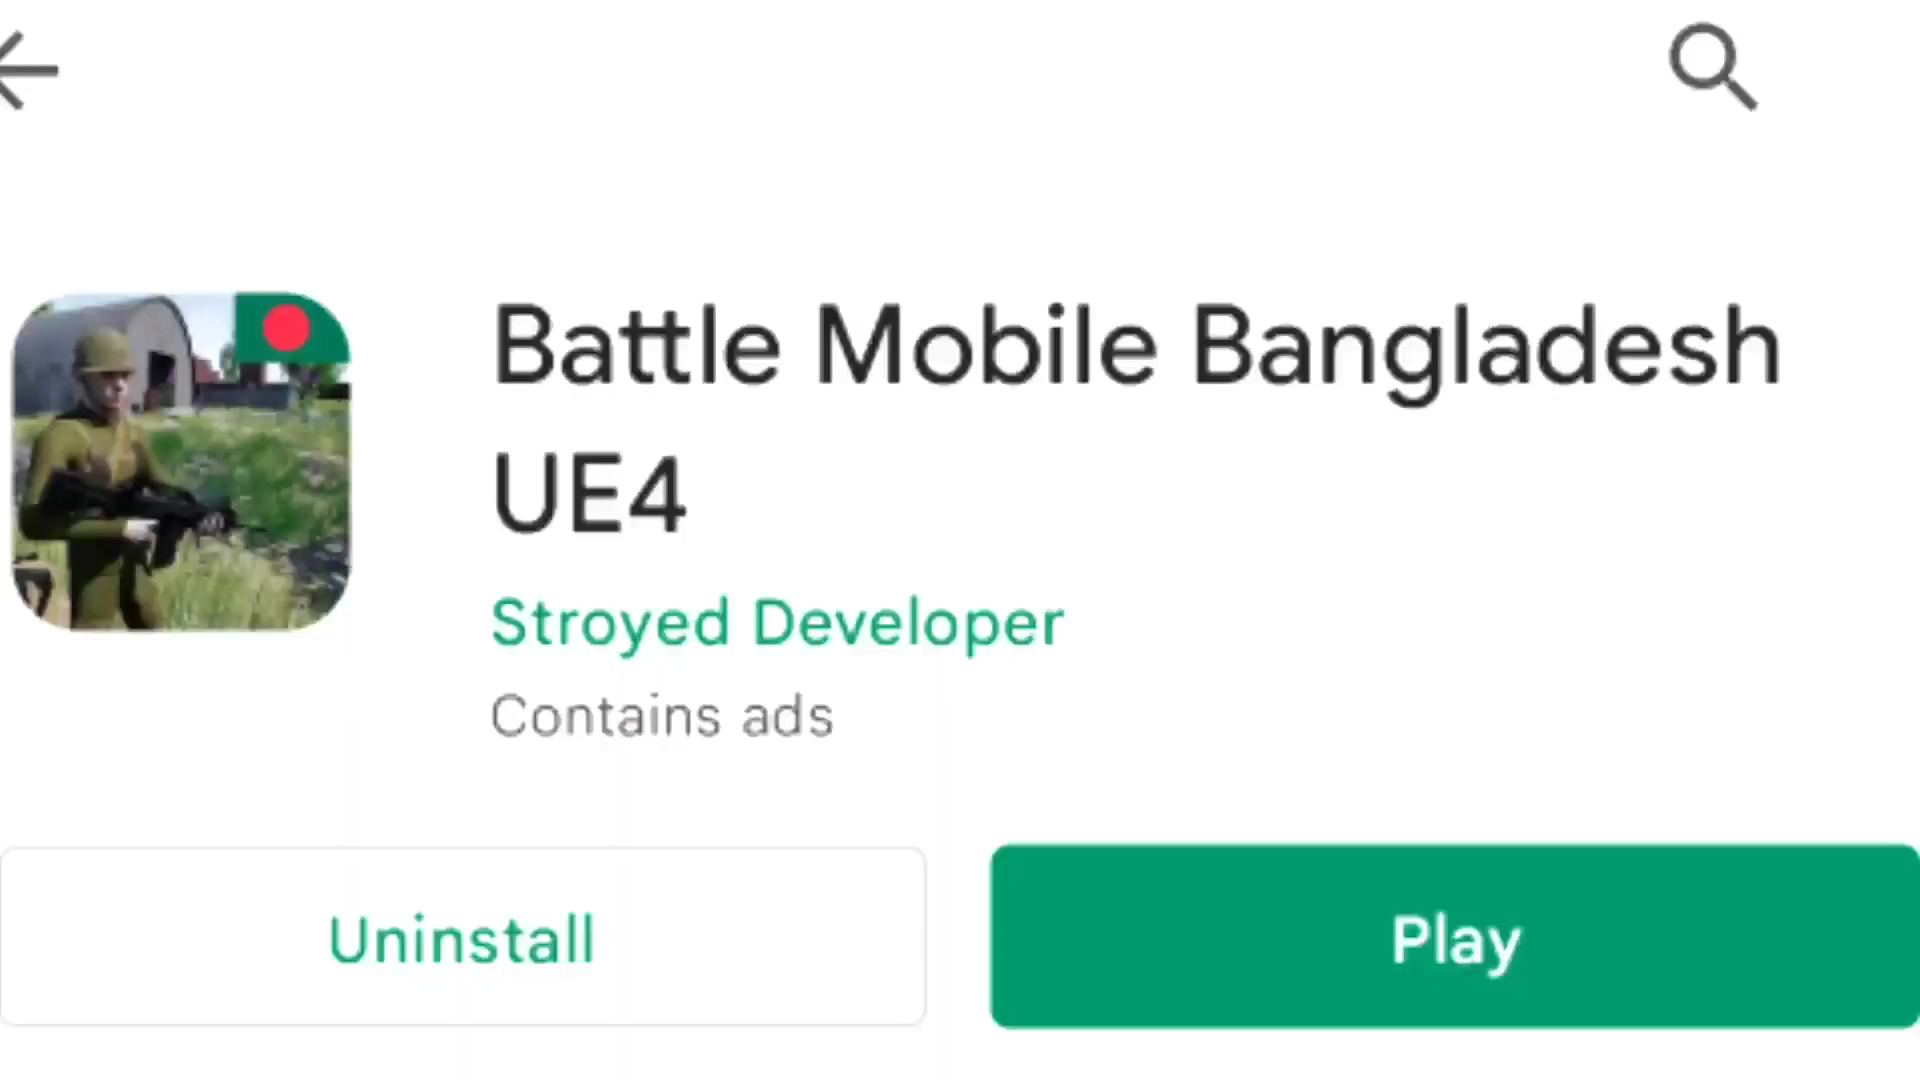 Battle Mobile Bangladesh
UE4
Stroyed Developer
Contains ads
Uninstall
Play